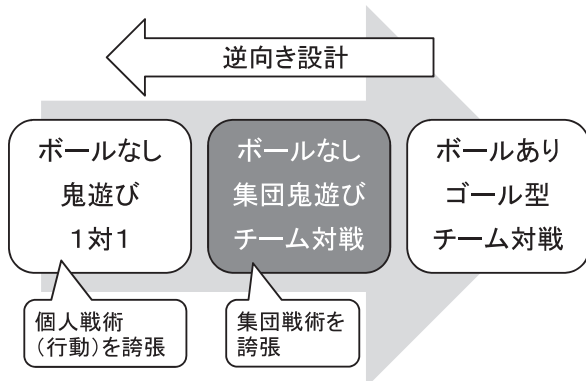 逆向き設計
ボールなし
鬼遊び
1対1
ボールなし
集団鬼遊び
チーム対戦
ボールあり
ゴール型
チーム対戦
個人戦術
(行動)を誇張
集団戦術を
誇張